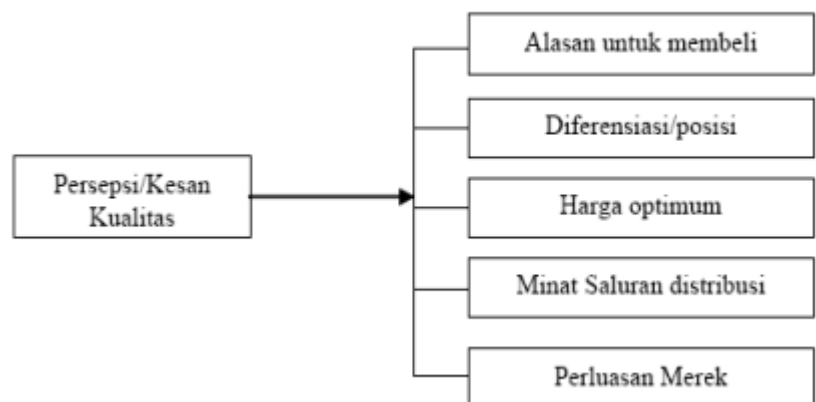 Alasan untuk membeli
Diferensiasi/posisi
Persepsi/Kesan
Kualitas
Harga optimum
Minat Saluran distribusi
Perluasan Merek